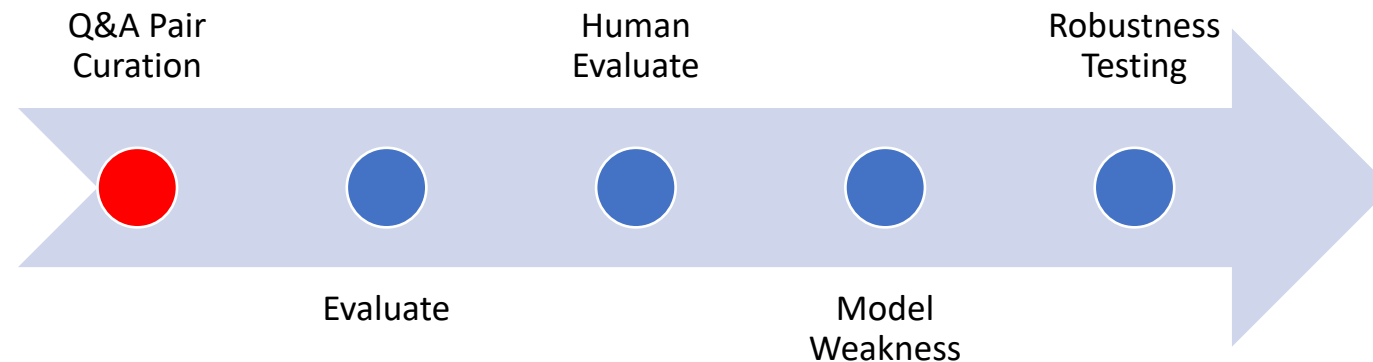 Q&A Pair
Curation
Human
Evaluate
Robustness
Testing
Evaluate
Model
Weakness